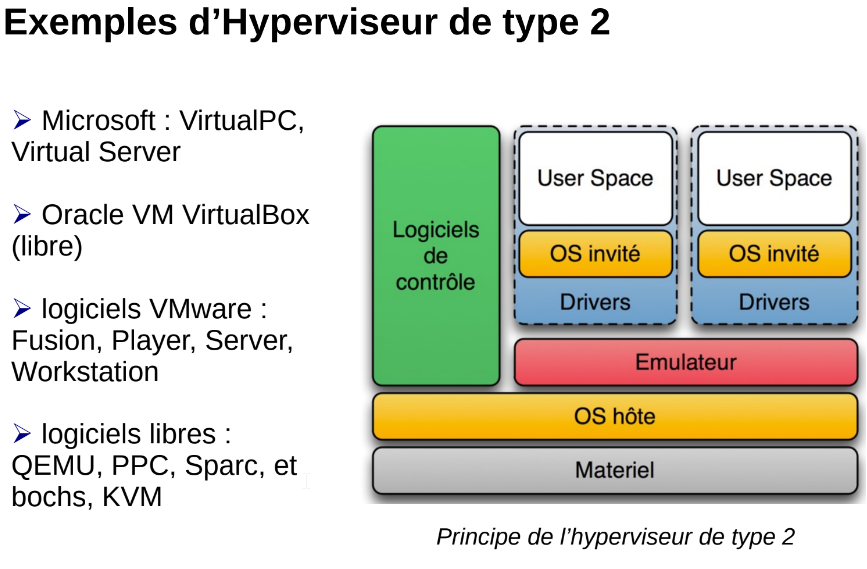 Exemples d’Hyperviseur de type 2
➢ Microsoft : VirtualPC,
Virtual Server
➢ Oracle VM VirtualBox
(libre)
➢ logiciels VMware :
Fusion, Player, Server,
Workstation
➢ logiciels libres :
QEMU, PPC, Sparc, et
bochs, KVM
Logiciels
de
contrôle
User Space
OS invité
Drivers
User Space
OS invité
Drivers
Emulateur
OS hôte
Materiel
Principe de l’hyperviseur de type 2